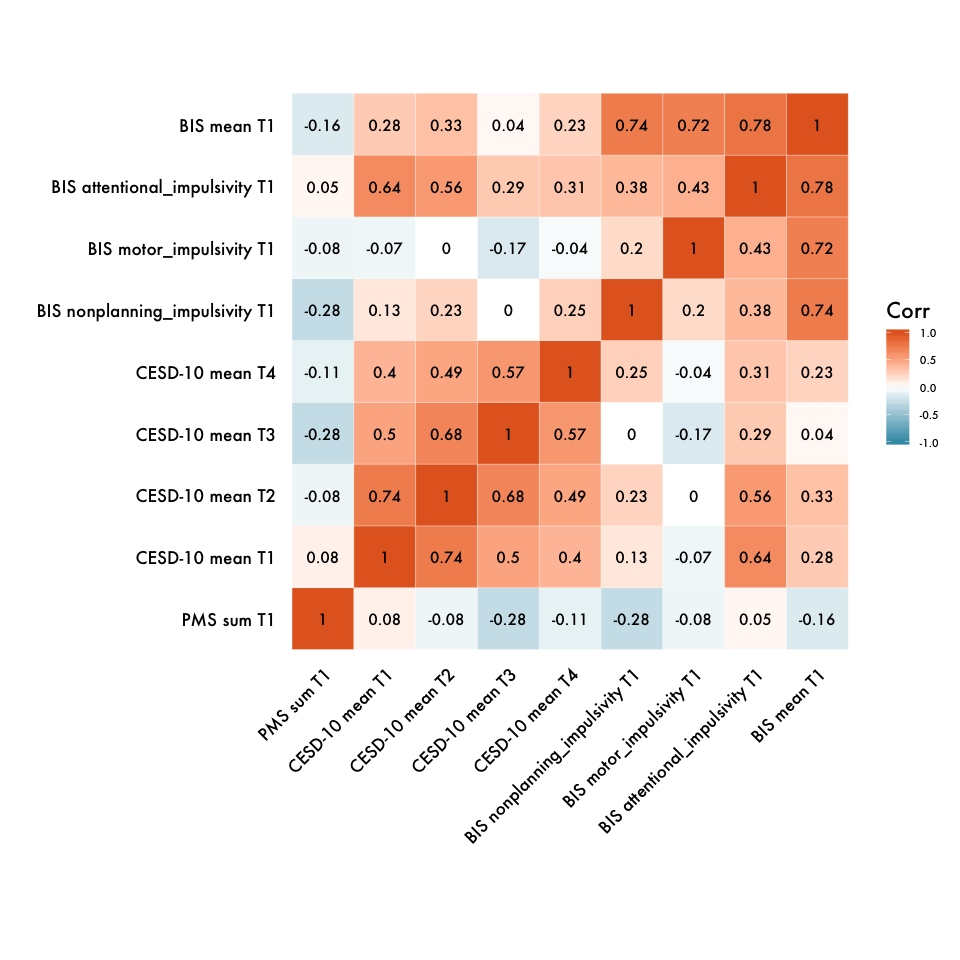 BIS mean T1 -0.16 0.28 0.33 0.04 0.23 0.74 0.72 0.78 1
BIS attentional_impulsivity T1 0.05 0.64 0.56 0.29 0.31 0.38 0.43 1 0.78
BIS motor_impulsivity T1 -0.08 -0.07 0 -0.17 -0.04 0.2 1 0.43 0.72
BIS nonplanning_impulsivity T1 -0.28 0.13 0.23 0 0.25 1 0.2 0.38 0.74
CESD-10 mean T4 -0.11 0.4 0.49 0.57 1 0.25 -0.04 0.31 0.23
CESD-10 mean T3 -0.28 0.5 0.68 1 0.57 0 -0.17 0.29 0.04
CESD-10 mean T2 -0.08 0.74 1 0.68 0.49 0.23 0 0.56 0.33
CESD-10 mean T1 0.08 1 0.74 0.5 0.4 0.13 -0.07 0.64 0.28
PMS sum T1 1 0.08 -0.08 -0.28 -0.11 -0.28 -0.08 0.05 -0.16
PMS sum T1
CESD-10 mean T1
CESD-10 mean T2
CESD-10 mean T3
CESD-10 mean T4
BIS nonplanning_impulsivity T1
BIS motor_impulsivity T1
BIS attentional_impulsivity T1
BIS mean T1
Corr
1.0
0.5
0.0
-0.5
-1.0